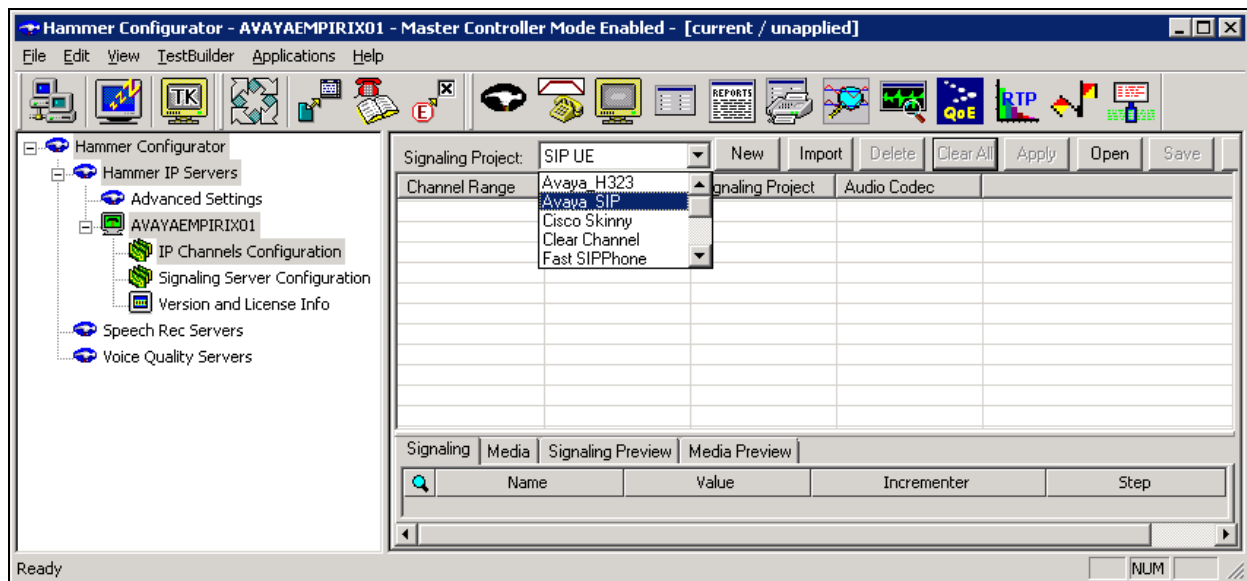 Hammer Configurator - AVAYAEMPIRIX01 - Master Controller Mode Enabled - [current / unapplied]
File Edit View TestBuilder Applications Help
TK E REPORTS QoE RTP
Hammer Configurator
Hammer IP Servers
Advanced Settings
AVAYAEMPIRIX01
IP Channels Configuration
Signaling Server Configuration
Version and License Info
Speech Rec Servers
Voice Quality Servers
Signaling Project: SIP UE New Import Delete Clear All Apply Open Save
Channel Range gnaling Project Audio Codec
Avaya_H323
Avaya_SIP
Cisco Skinny
Clear Channel
Fast SIPPhone
Signaling Media Signaling Preview Media Preview
Name Value Incrementer Step
Ready NUM